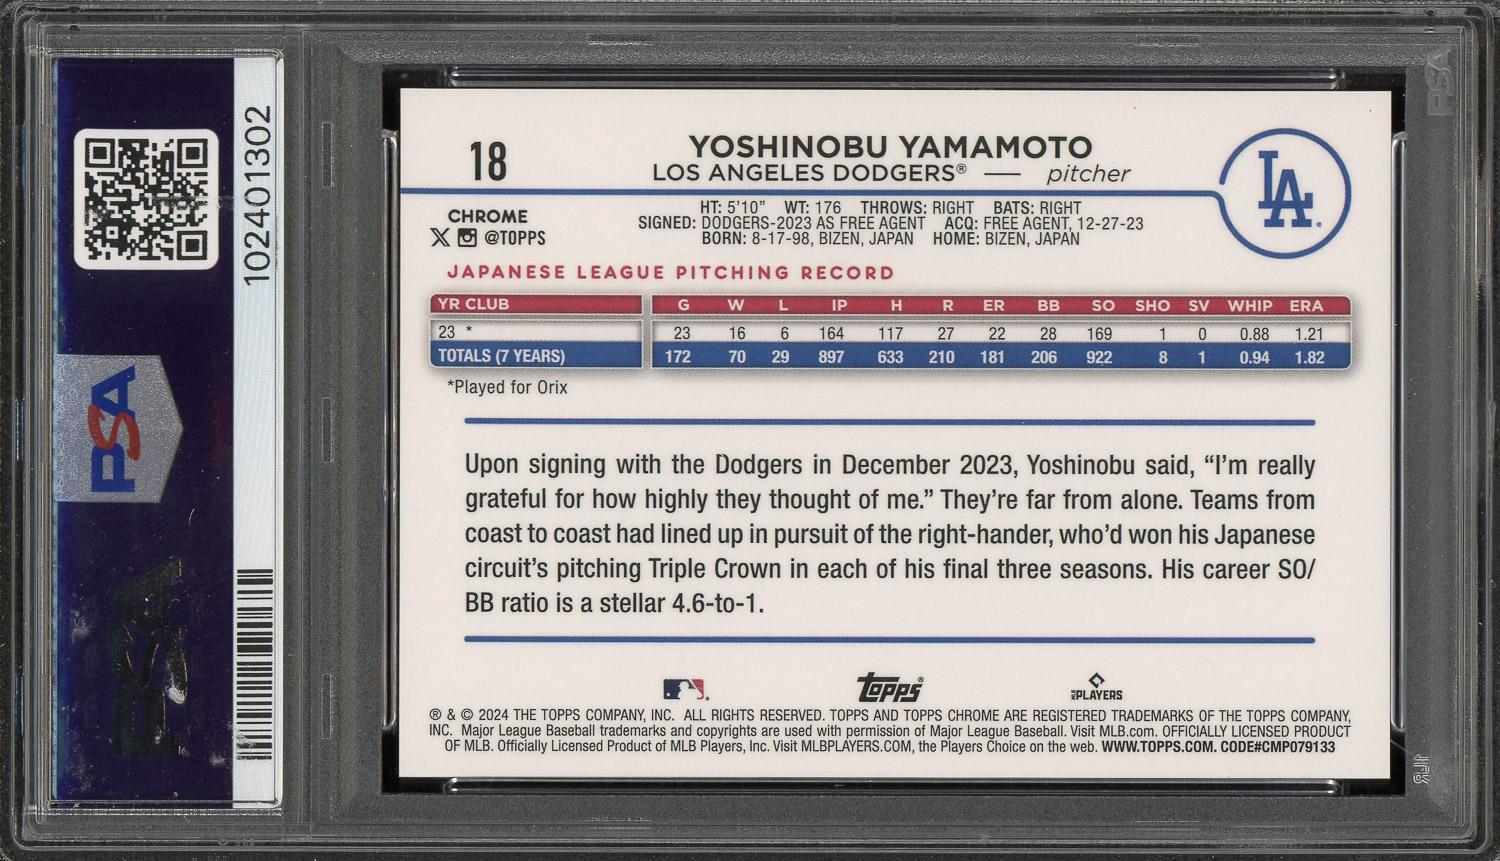 102401302
PSA
PSA
PSA
18
YOSHINOBU YAMAMOTO
LOS ANGELES DODGERS® — pitcher
LA
CHROME
@TOPPS
HT: 5'10" WT: 176 THROWS: RIGHT BATS: RIGHT
SIGNED: DODGERS-2023 AS FREE AGENT ACQ: FREE AGENT, 12-27-23
BORN: 8-17-98, BIZEN, JAPAN HOME: BIZEN, JAPAN
JAPANESE LEAGUE PITCHING RECORD
YR CLUB G W L IP H R ER BB SO SHO SV WHIP ERA
23 * 23 16 6 164 117 27 22 28 169 1 0 0.88 1.21
TOTALS (7 YEARS) 172 70 29 897 633 210 181 206 922 8 1 0.94 1.82
*Played for Orix
Upon signing with the Dodgers in December 2023, Yoshinobu said, “I’m really
grateful for how highly they thought of me.” They’re far from alone. Teams from
coast to coast had lined up in pursuit of the right-hander, who’d won his Japanese
circuit’s pitching Triple Crown in each of his final three seasons. His career SO/
BB ratio is a stellar 4.6-to-1.
Topps®
MLB PLAYERS
® & © 2024 THE TOPPS COMPANY, INC. ALL RIGHTS RESERVED. TOPPS AND TOPPS CHROME ARE REGISTERED TRADEMARKS OF THE TOPPS COMPANY,
INC. Major League Baseball trademarks and copyrights are used with permission of Major League Baseball. Visit MLB.com. OFFICIALLY LICENSED PRODUCT
OF MLB. Officially Licensed Product of MLB Players, Inc. Visit MLBPLAYERS.COM, the Players Choice on the web. WWW.TOPPS.COM. CODE#CMP079133